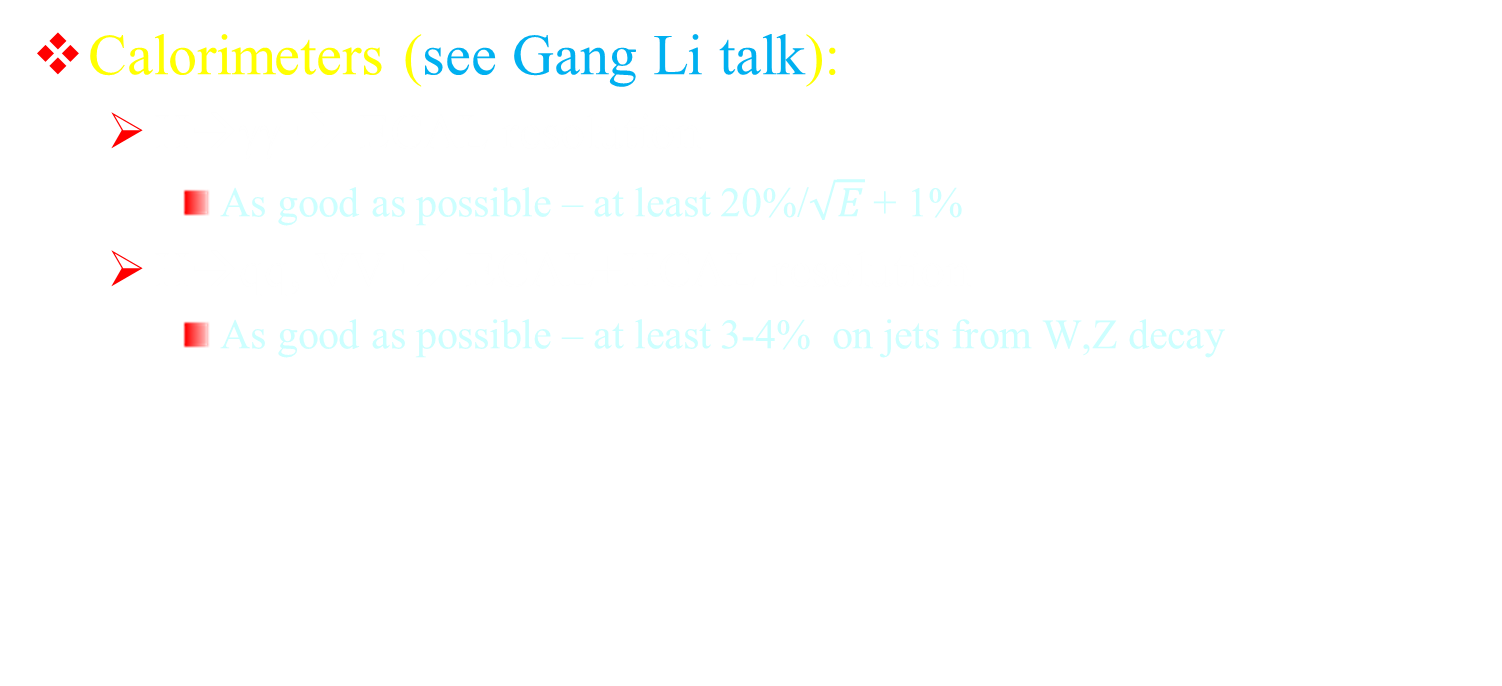 ❖ Calorimeters (see Gang Li talk):
➢
■ As good as possible – at least 20%/√E + 1%
➢
■ As good as possible – at least 3-4%  on jets from W,Z decay